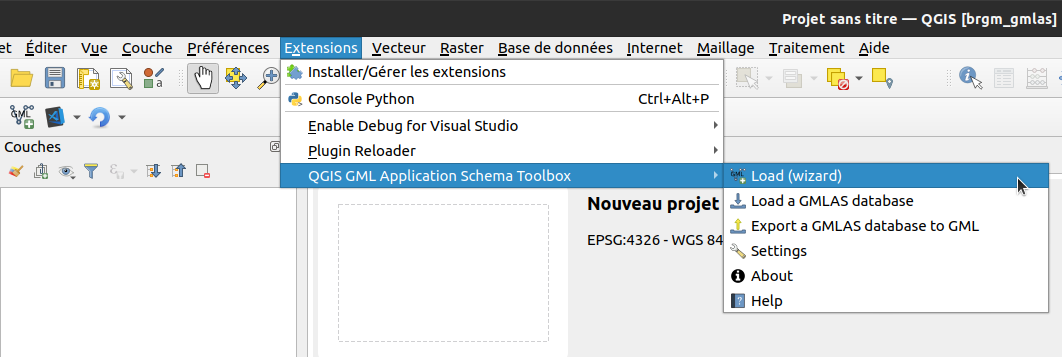 Projet sans titre — QGIS [brgm_gmlas]
et Éditer Vue Couche Préférences Extensions Vecteur Raster Base de données Internet Maillage Traitement Aide
Installer/Gérer les extensions
Console Python Ctrl+Alt+P
Enable Debug for Visual Studio
Plugin Reloader
QGIS GML Application Schema Toolbox
Load (wizard)
Load a GMLAS database
Export a GMLAS database to GML
Settings
About
Help
GML
Couches
Nouveau projet
EPSG:4326 - WGS 84